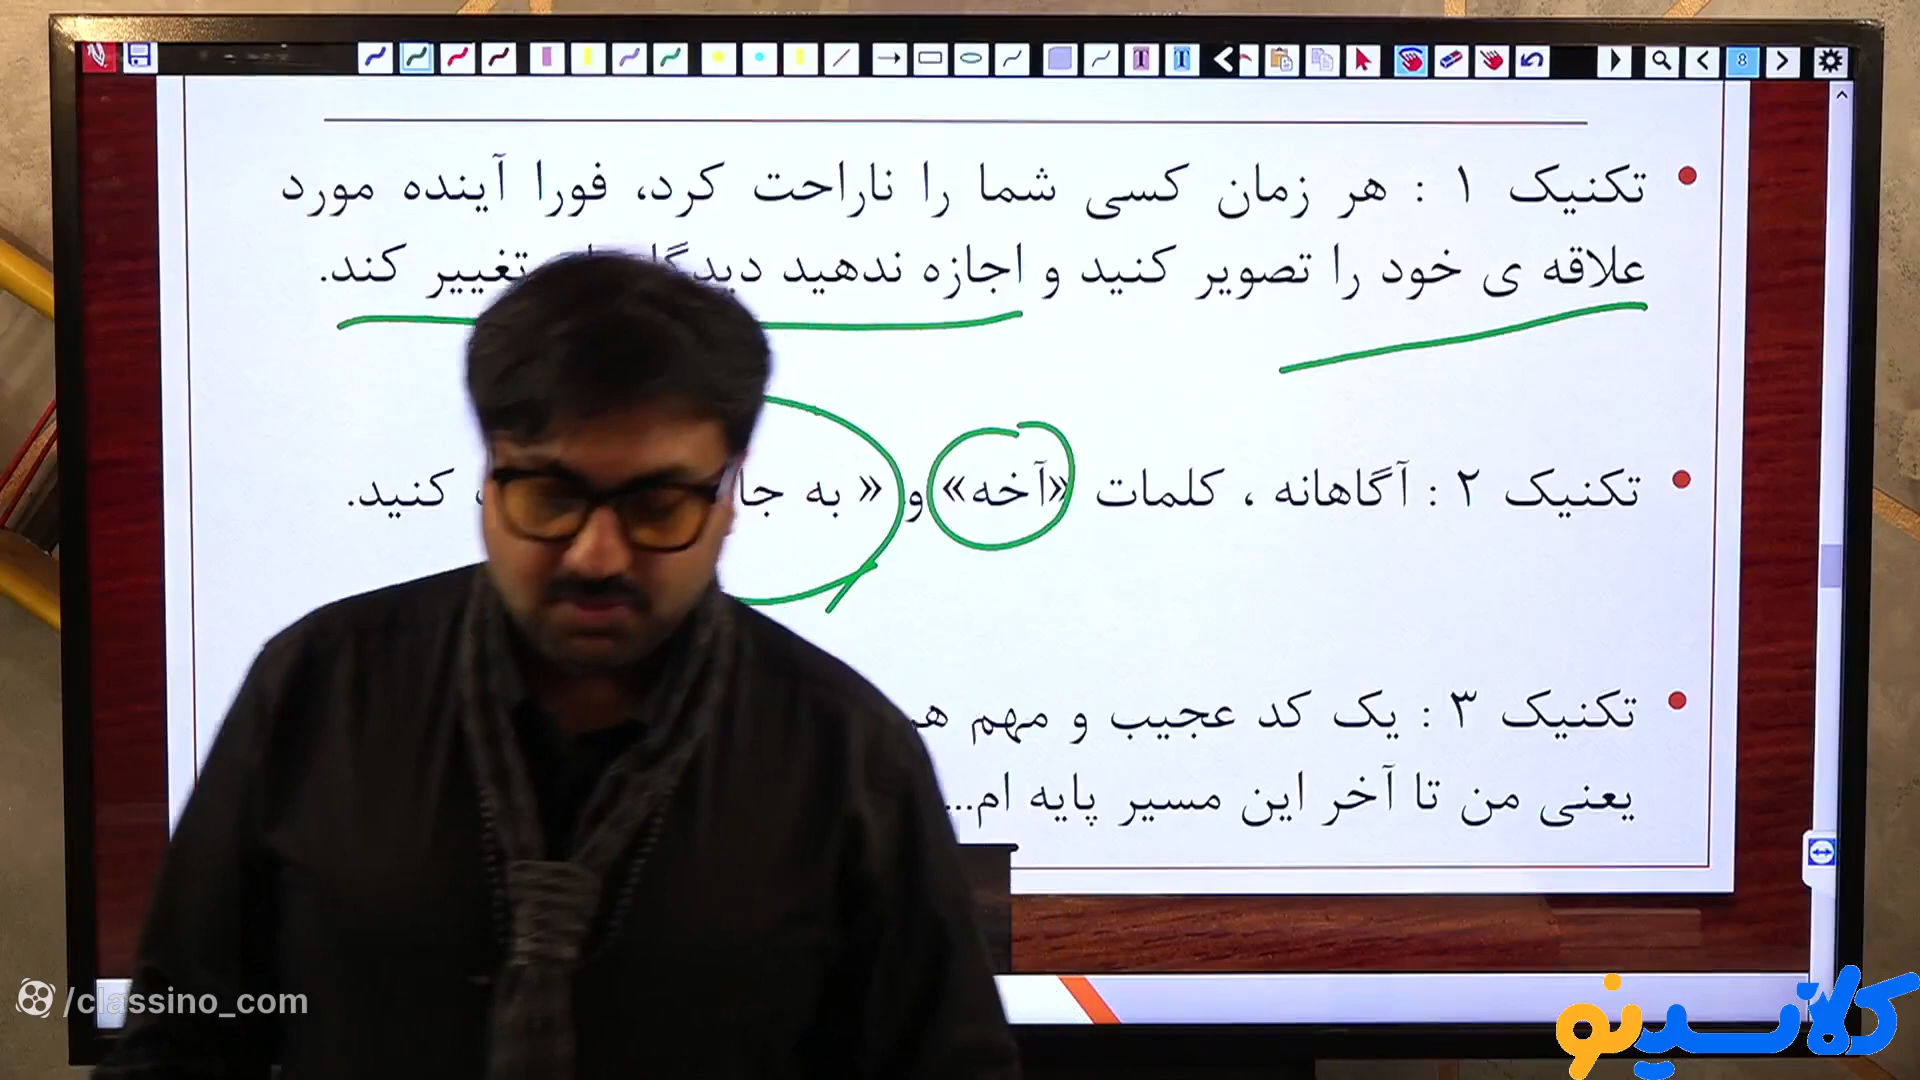 تکنیک ۱ : هر زمان کسی شما را ناراحت کرد، فورا آینده مورد
علاقه ی خود را تصویر کنید و اجازه ندهید تغییر کند.
تکنیک ۲ : آگاهانه ، کلمات «آخه» و « به کنید.
تکنیک ۳ : یک کد عجیب و مهم
یعنی من تا آخر این مسیر پایه ام...
8
/classino_com
کلاسینو